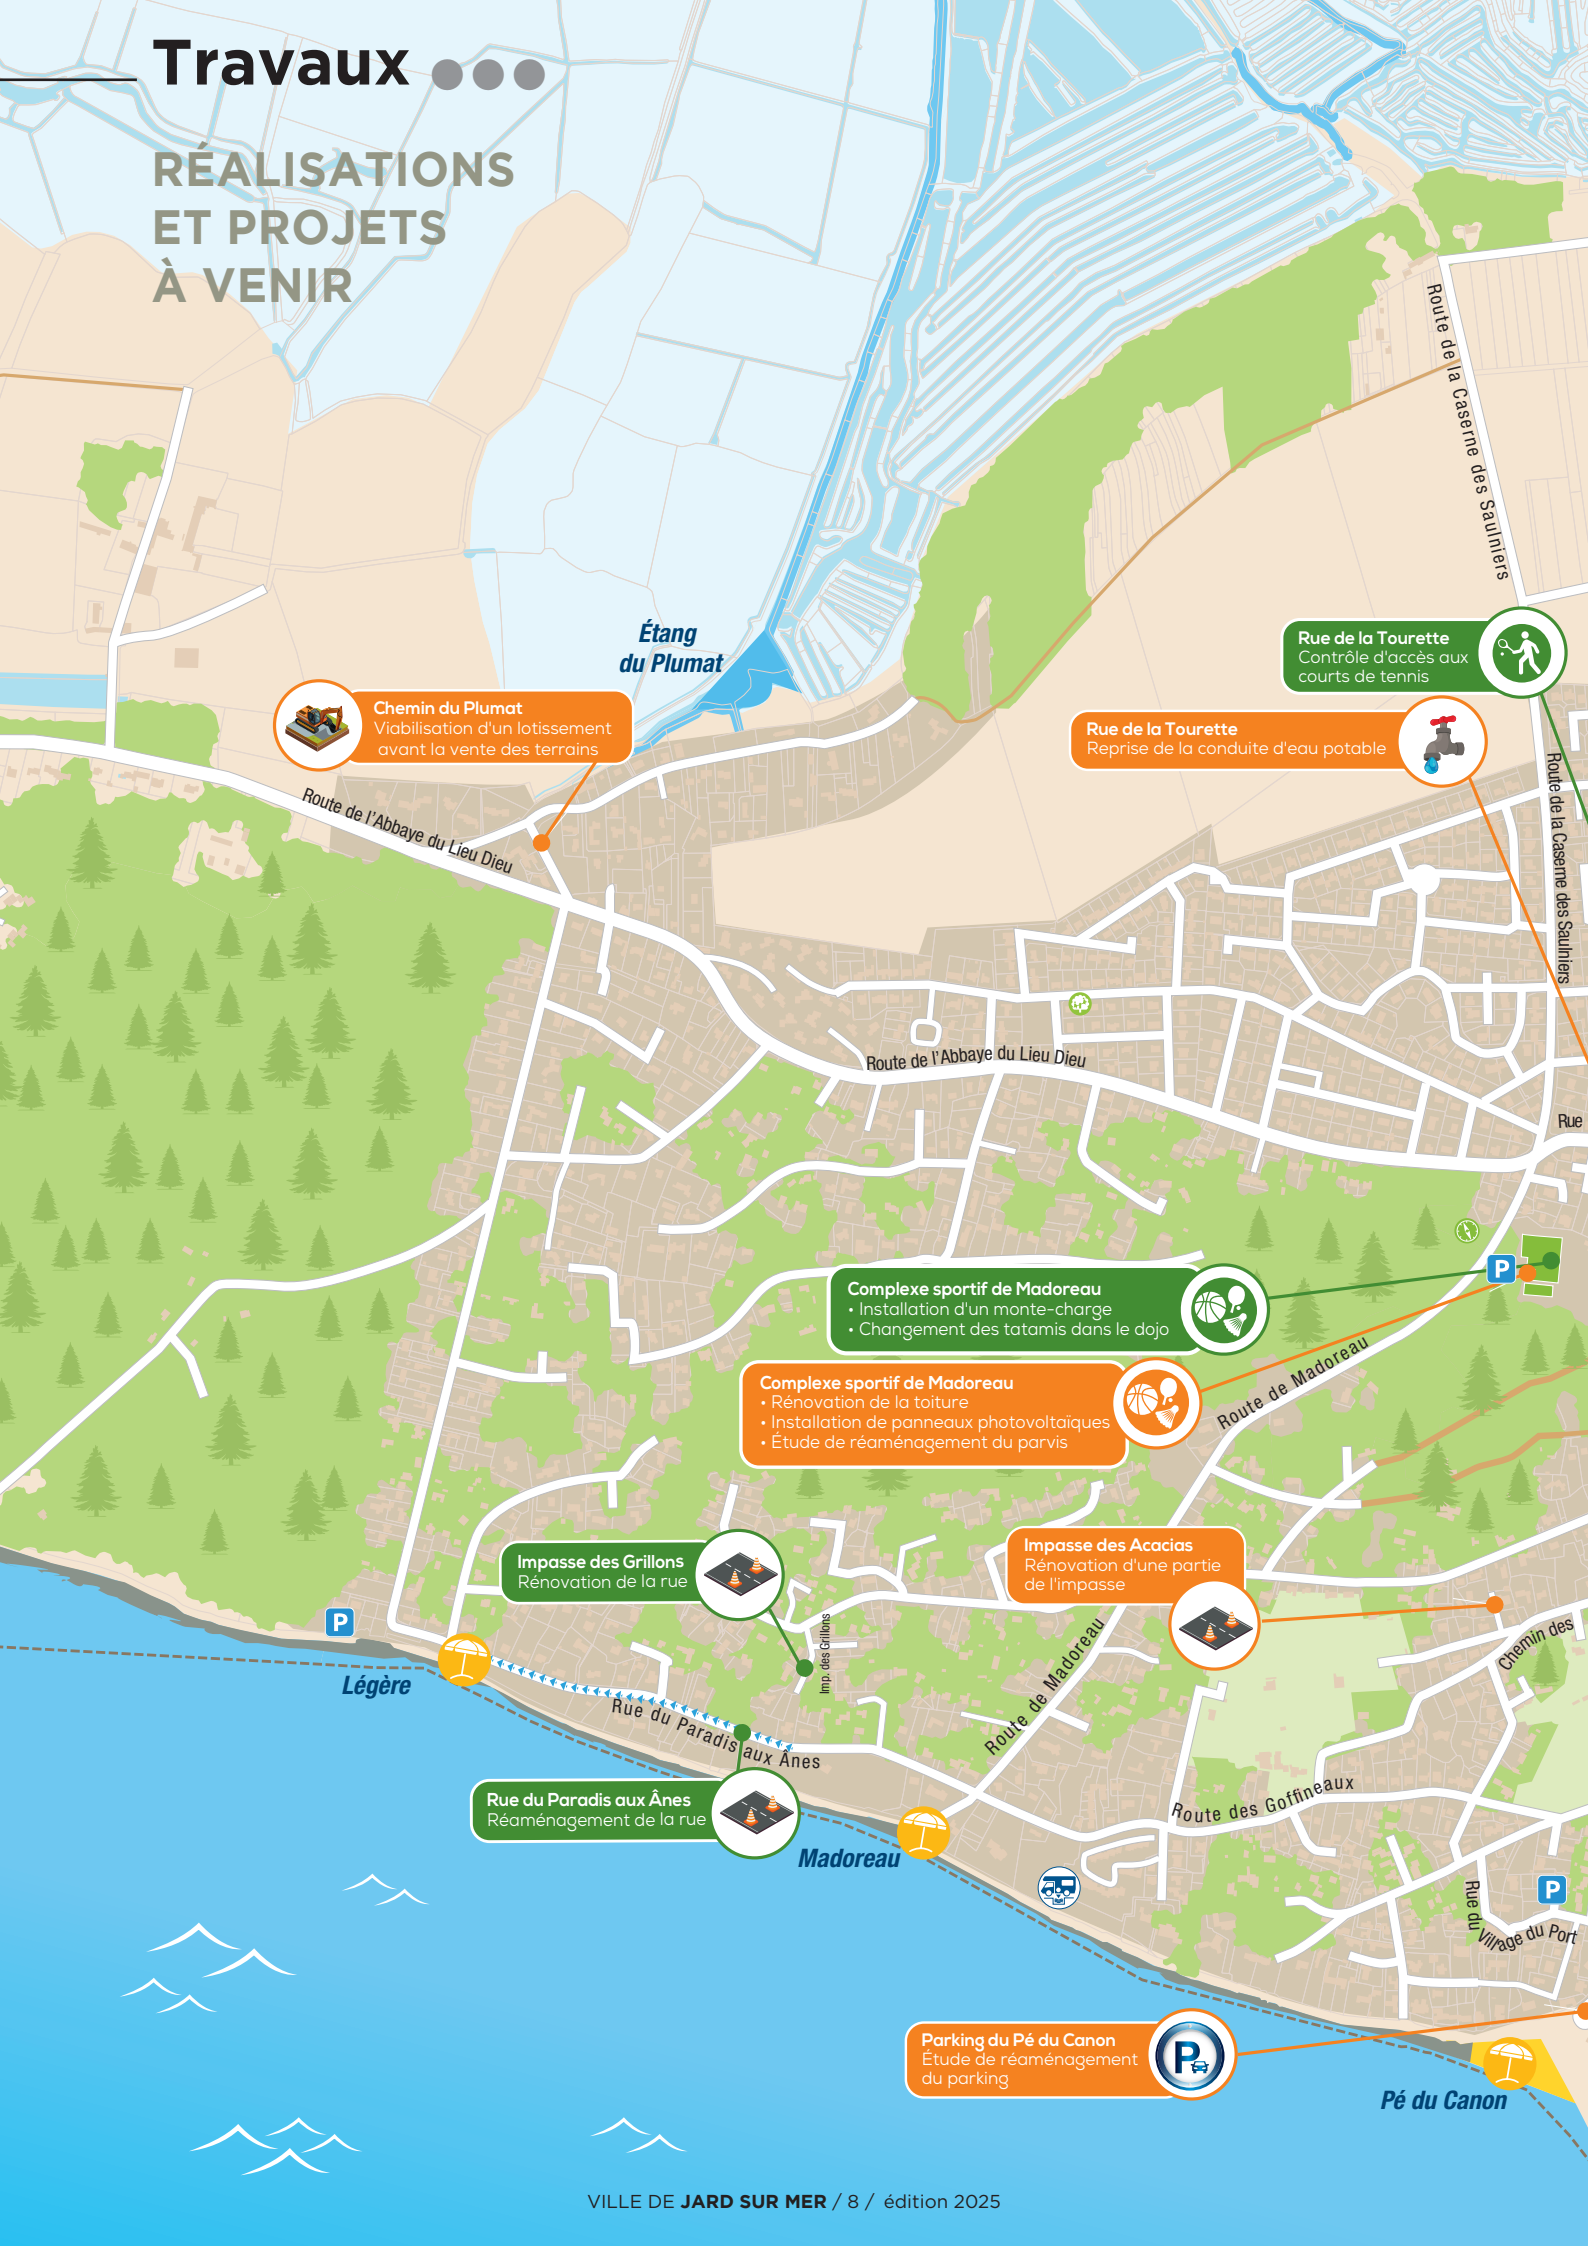 Travaux
RÉALISATIONS
ET PROJETS
À VENIR
Route de la Caserne des Saulniers
Étang
du Plumat
Rue de la Tourette
Contrôle d'accès aux
courts de tennis
Chemin du Plumat
Viabilisation d'un lotissement
avant la vente des terrains
Rue de la Tourette
Reprise de la conduite d'eau potable
Route de l'Abbaye du Lieu Dieu
Route de la Caserne des Saulniers
Route de l'Abbaye du Lieu Dieu
Rue
P
Complexe sportif de Madoreau
• Installation d'un monte-charge
• Changement des tatamis dans le dojo
Complexe sportif de Madoreau
• Rénovation de la toiture
• Installation de panneaux photovoltaïques
• Étude de réaménagement du parvis
Route de Madoreau
Impasse des Grillons
Rénovation de la rue
Impasse des Acacias
Rénovation d'une partie
de l'impasse
P
Imp. des Grillons
Chemin des
Légère
Route de Madoreau
Rue du Paradis aux Ânes
Rue du Paradis aux Ânes
Réaménagement de la rue
Route des Goffineaux
Madoreau
P
Rue du Village du Port
Parking du Pé du Canon
Étude de réaménagement
du parking
P
Pé du Canon
VILLE DE JARD SUR MER / 8 / édition 2025